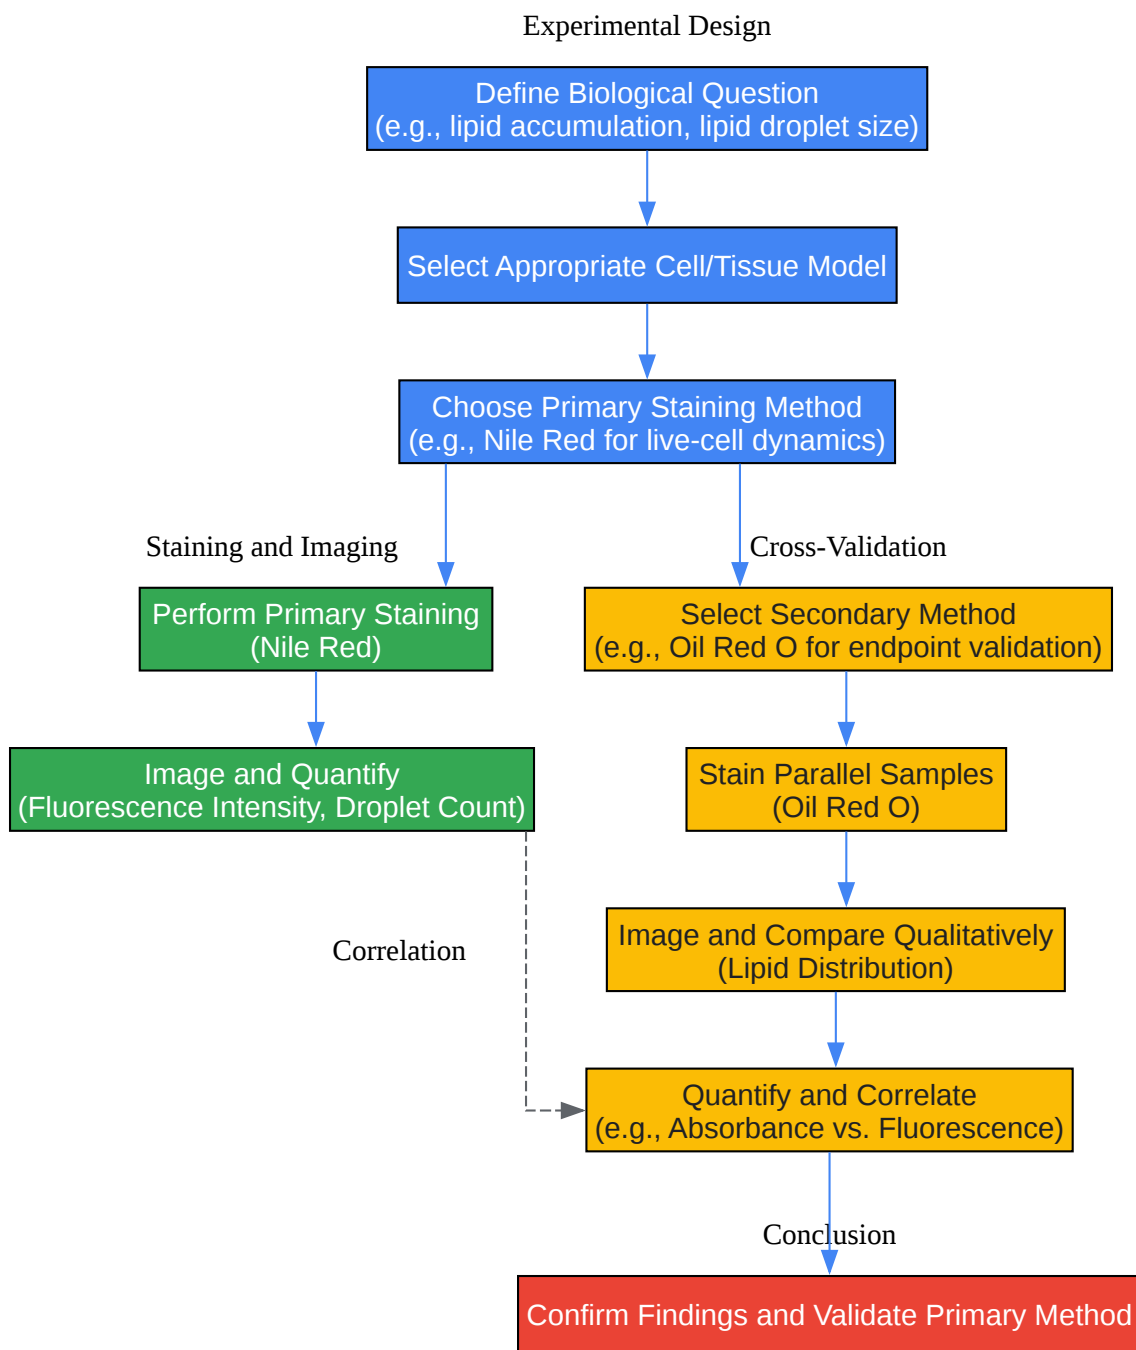 Experimental Design
Define Biological Question
(e.g., lipid accumulation, lipid droplet size)
Select Appropriate Cell/Tissue Model
Choose Primary Staining Method
(e.g., Nile Red for live-cell dynamics)
Staining and Imaging
Cross-Validation
Perform Primary Staining
(Nile Red)
Select Secondary Method
(e.g., Oil Red O for endpoint validation)
Image and Quantify
(Fluorescence Intensity, Droplet Count)
Stain Parallel Samples
(Oil Red O)
Correlation
Image and Compare Qualitatively
(Lipid Distribution)
Quantify and Correlate
(e.g., Absorbance vs. Fluorescence)
Conclusion
Confirm Findings and Validate Primary Method